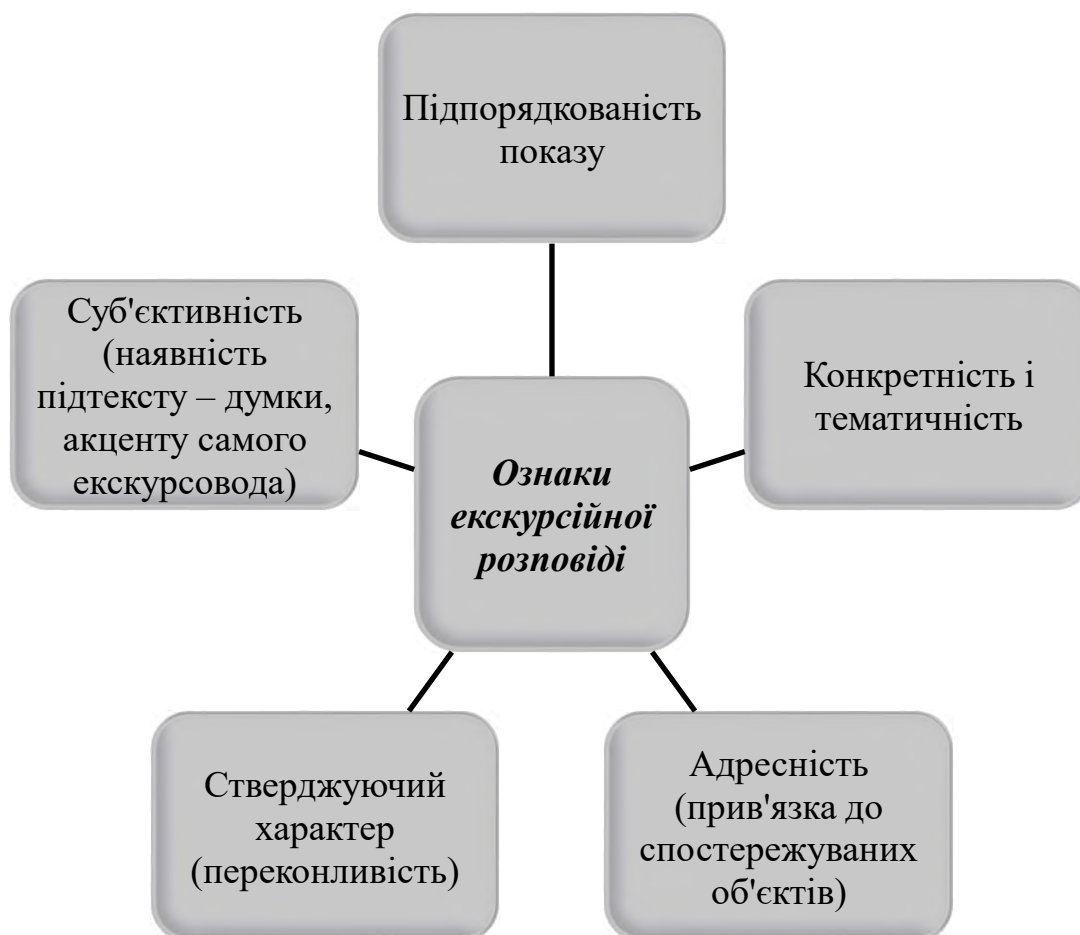 Підпорядкованість
показу
Суб'єктивність
(наявність
підтексту – думки,
акценту самого
екскурсовода)
Конкретність і
тематичність
Ознаки
екскурсійної
розповіді
Стверджуючий
характер
(переконливість)
Адресність
(прив'язка до
спостережуваних
об'єктів)